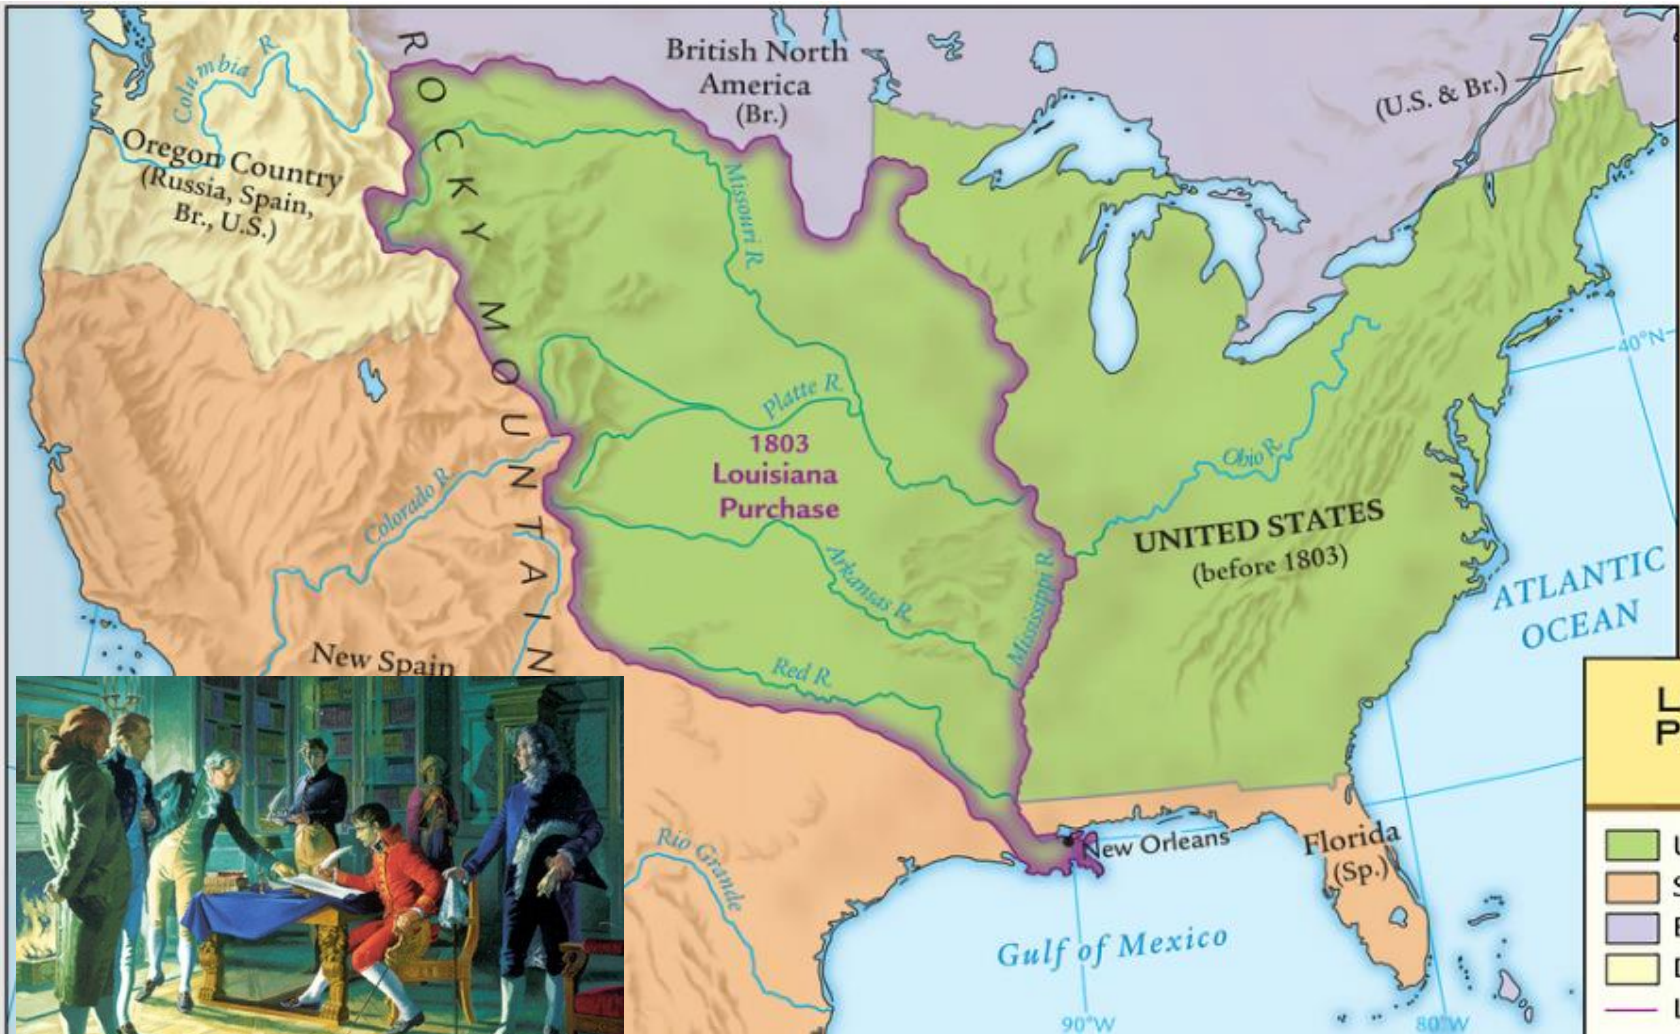 ROCKY MOUNTAIN
British North
America
(Br.)
(U.S. & Br.)
Columbia R.
Oregon Country
(Russia, Spain,
Br., U.S.)
Missouri R.
40°N
Platte R.
1803
Louisiana
Purchase
Ohio R.
Colorado R.
UNITED STATES
(before 1803)
Arkansas R.
Mississippi R.
ATLANTIC
OCEAN
New Spain
Red R.
L
P
New Orleans
Florida
(Sp.)
Rio Grande
Gulf of Mexico
90°W
80°W